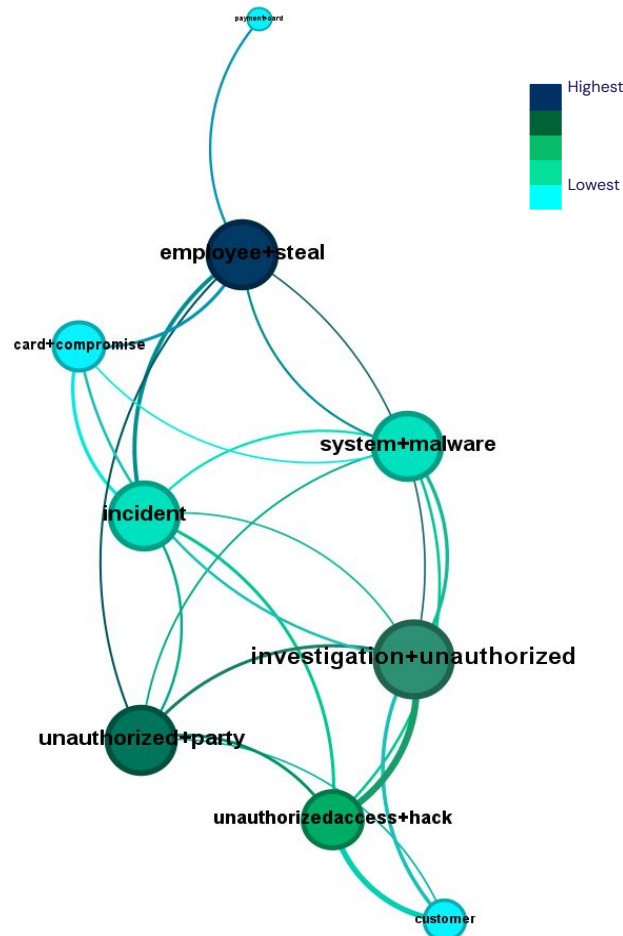 payment+card
Highest
Lowest
employee+steal
card+compromise
system+malware
incident
investigation+unauthorized
unauthorized+party
unauthorizedaccess+hack
customer